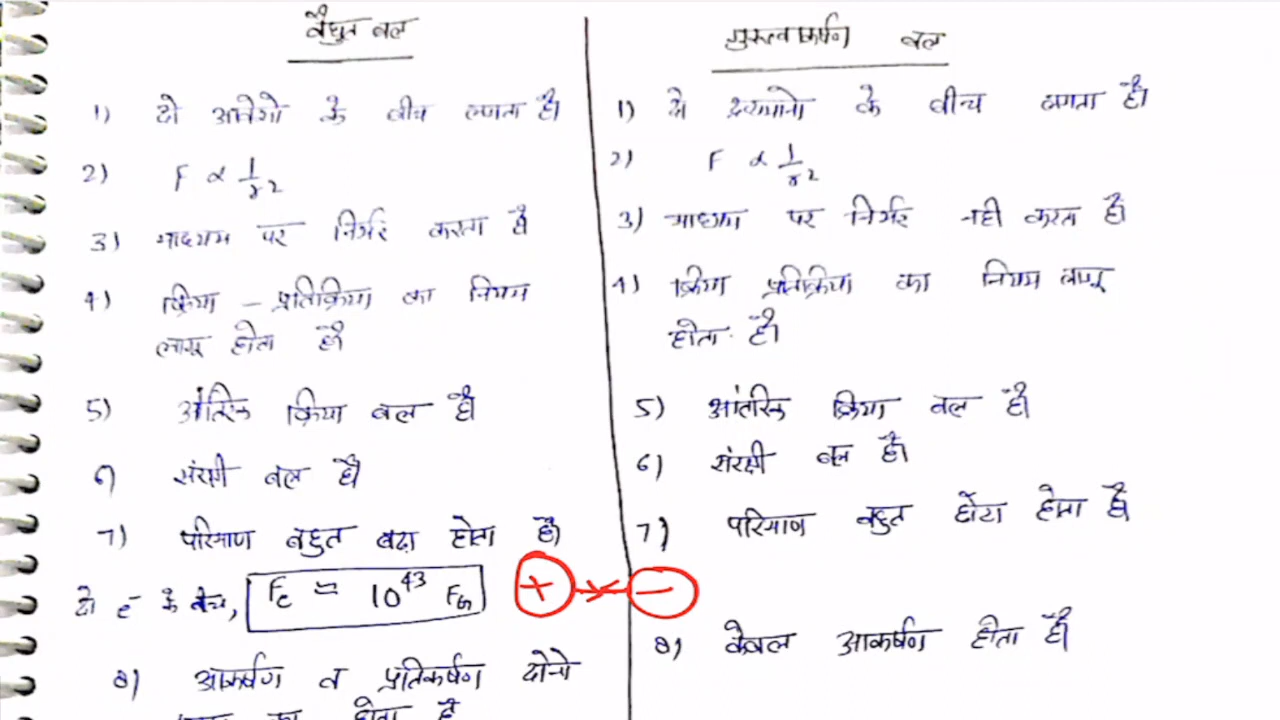 वैद्युत बल
1) दो आवेशो के बीच लगता है।
2) F ∝ 1/r²
3) माध्यम पर निर्भर करता है
4) क्रिया – प्रतिक्रिया का नियम
लागू होता है।
5) आंतरिक क्रिया बल है।
6) संरक्षी बल है।
7) परिमाण बहुत बड़ा होता है।
दो e⁻ के बीच, Fe ≈ 10⁴³ FG
+ −
8) आकर्षण व प्रतिकर्षण दोनो
का होता है
गुरुत्वाकर्षण बल
1) दो द्रव्यमानो के बीच लगता है।
2) F ∝ 1/r²
3) माध्यम पर निर्भर नही करता है।
4) क्रिया प्रतिक्रिया का नियम लागू
होता है।
5) आंतरिक क्रिया बल है।
6) संरक्षी बल है।
7) परिमाण बहुत छोटा होता है।
8) केवल आकर्षण होता है।